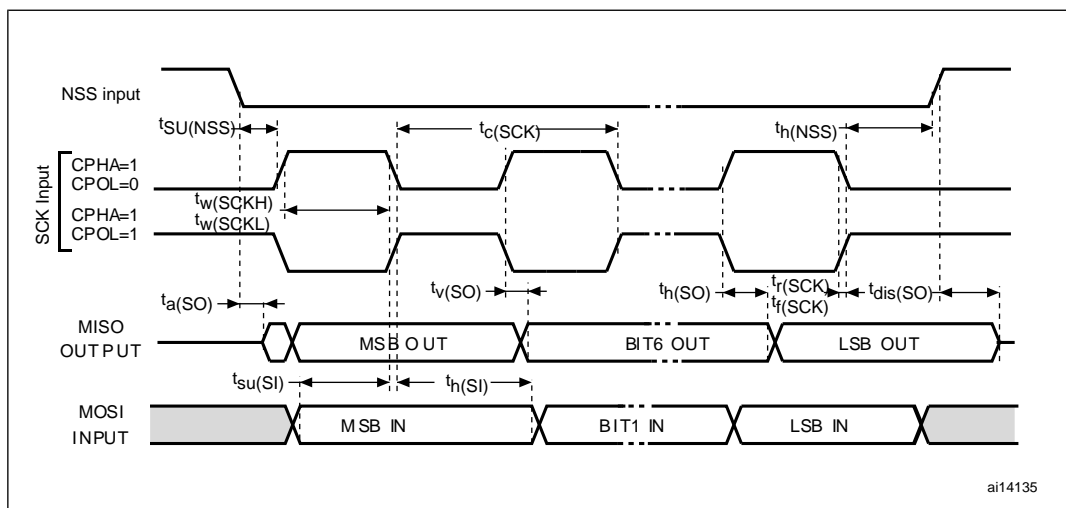 NSS input
tSU(NSS)
tc(SCK)
th(NSS)
SCK Input
CPHA=1
CPOL=0
tw(SCKH)
CPHA=1
tw(SCKL)
CPOL=1
ta(SO)
tv(SO)
th(SO)
tr(SCK)
tf(SCK)
tdis(SO)
MISO
OUTPUT
MSB OUT
BIT6 OUT
LSB OUT
tsu(SI)
th(SI)
MOSI
INPUT
MSB IN
BIT1 IN
LSB IN
ai14135